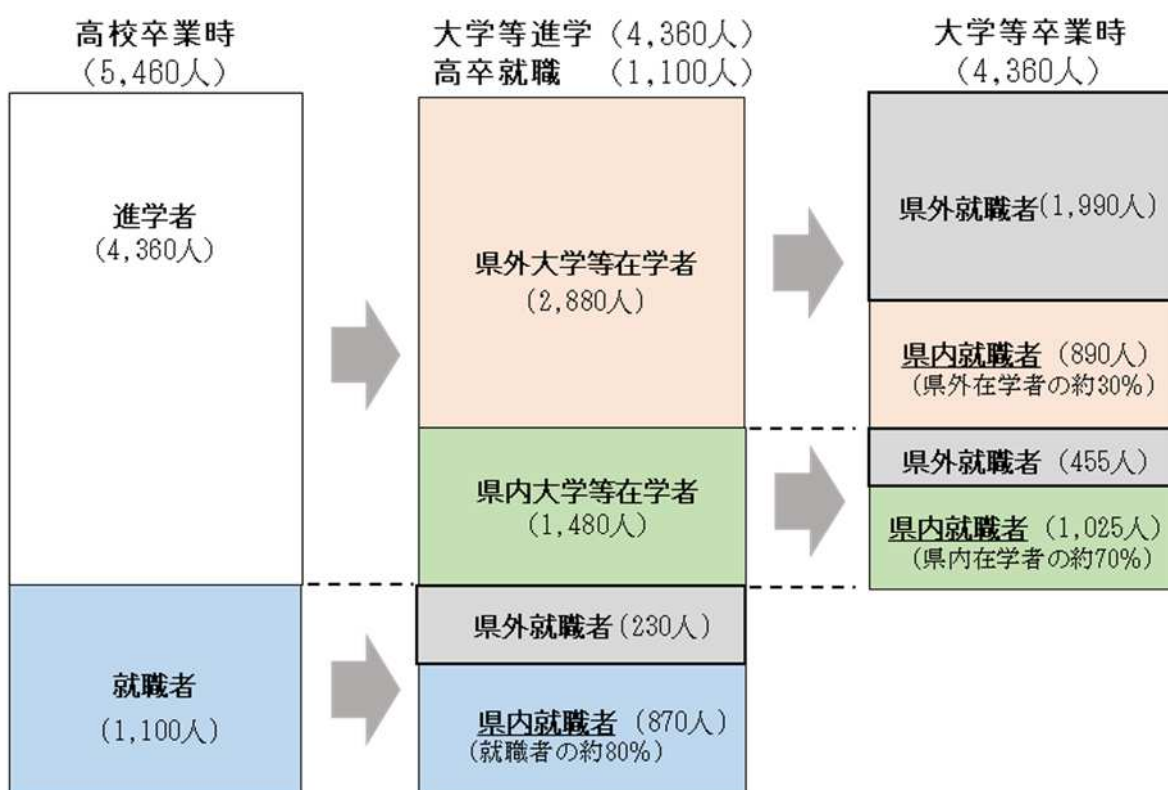 高校卒業時
(5,460人)
進学者
(4,360人)
就職者
(1,100人)
大学等進学 (4,360人)
高卒就職 (1,100人)
県外大学等在学者
(2,880人)
県内大学等在学者
(1,480人)
県外就職者(230人)
県内就職者 (870人)
(就職者の約80%)
大学等卒業時
(4,360人)
県外就職者(1,990人)
県内就職者 (890人)
(県外在学者の約30%)
県外就職者 (455人)
県内就職者 (1,025人)
(県内在学者の約70%)